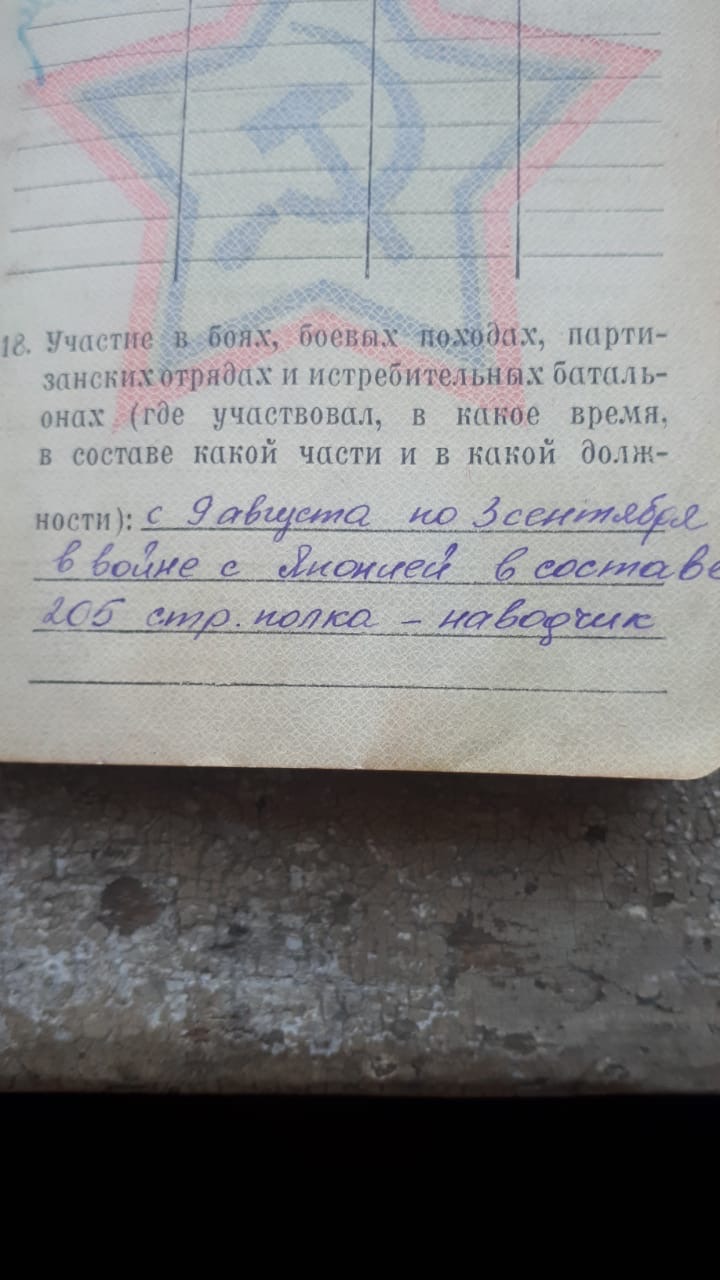 18. Участие в боях, боевых походах, парти-
занских отрядах и истребительных баталь-
онах (где участвовал, в какое время,
в составе какой части и в какой долж-
ности): с 9 августа по 3 сентября
в войне с Японией в составе
205 стр. полка – наводчик